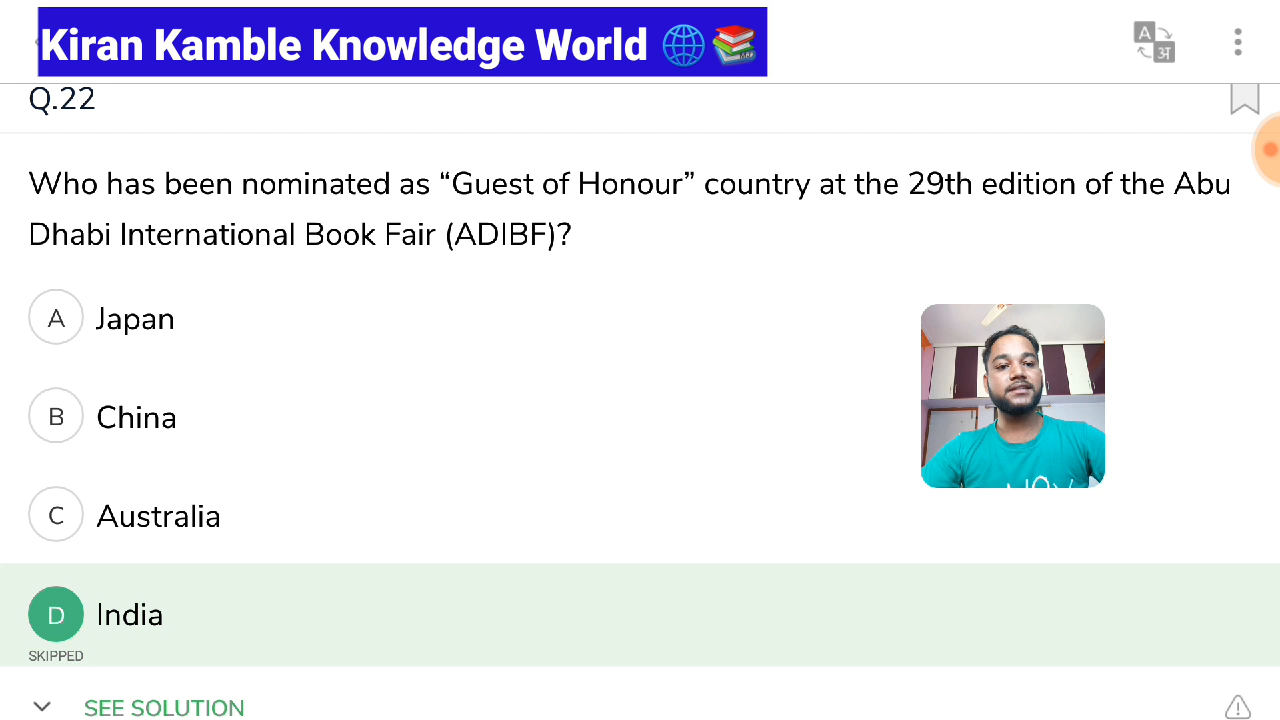 Kiran Kamble Knowledge World 🌐📚
Q.22
Who has been nominated as “Guest of Honour” country at the 29th edition of the Abu
Dhabi International Book Fair (ADIBF)?
A Japan
B China
C Australia
D India
SKIPPED
SEE SOLUTION
A अ